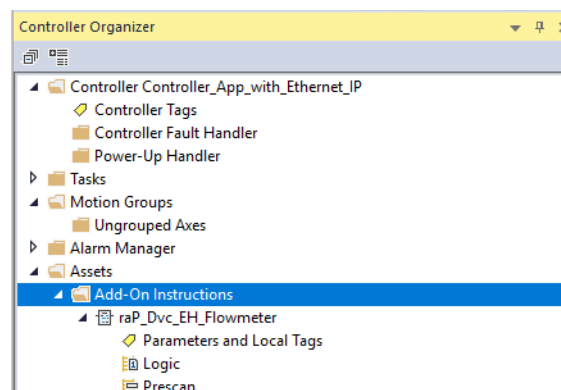 Controller Organizer
Controller Controller_App_with_Ethernet_IP
Controller Tags
Controller Fault Handler
Power-Up Handler
Tasks
Motion Groups
Ungrouped Axes
Alarm Manager
Assets
Add-On Instructions
raP_Dvc_EH_Flowmeter
Parameters and Local Tags
Logic
Prescan